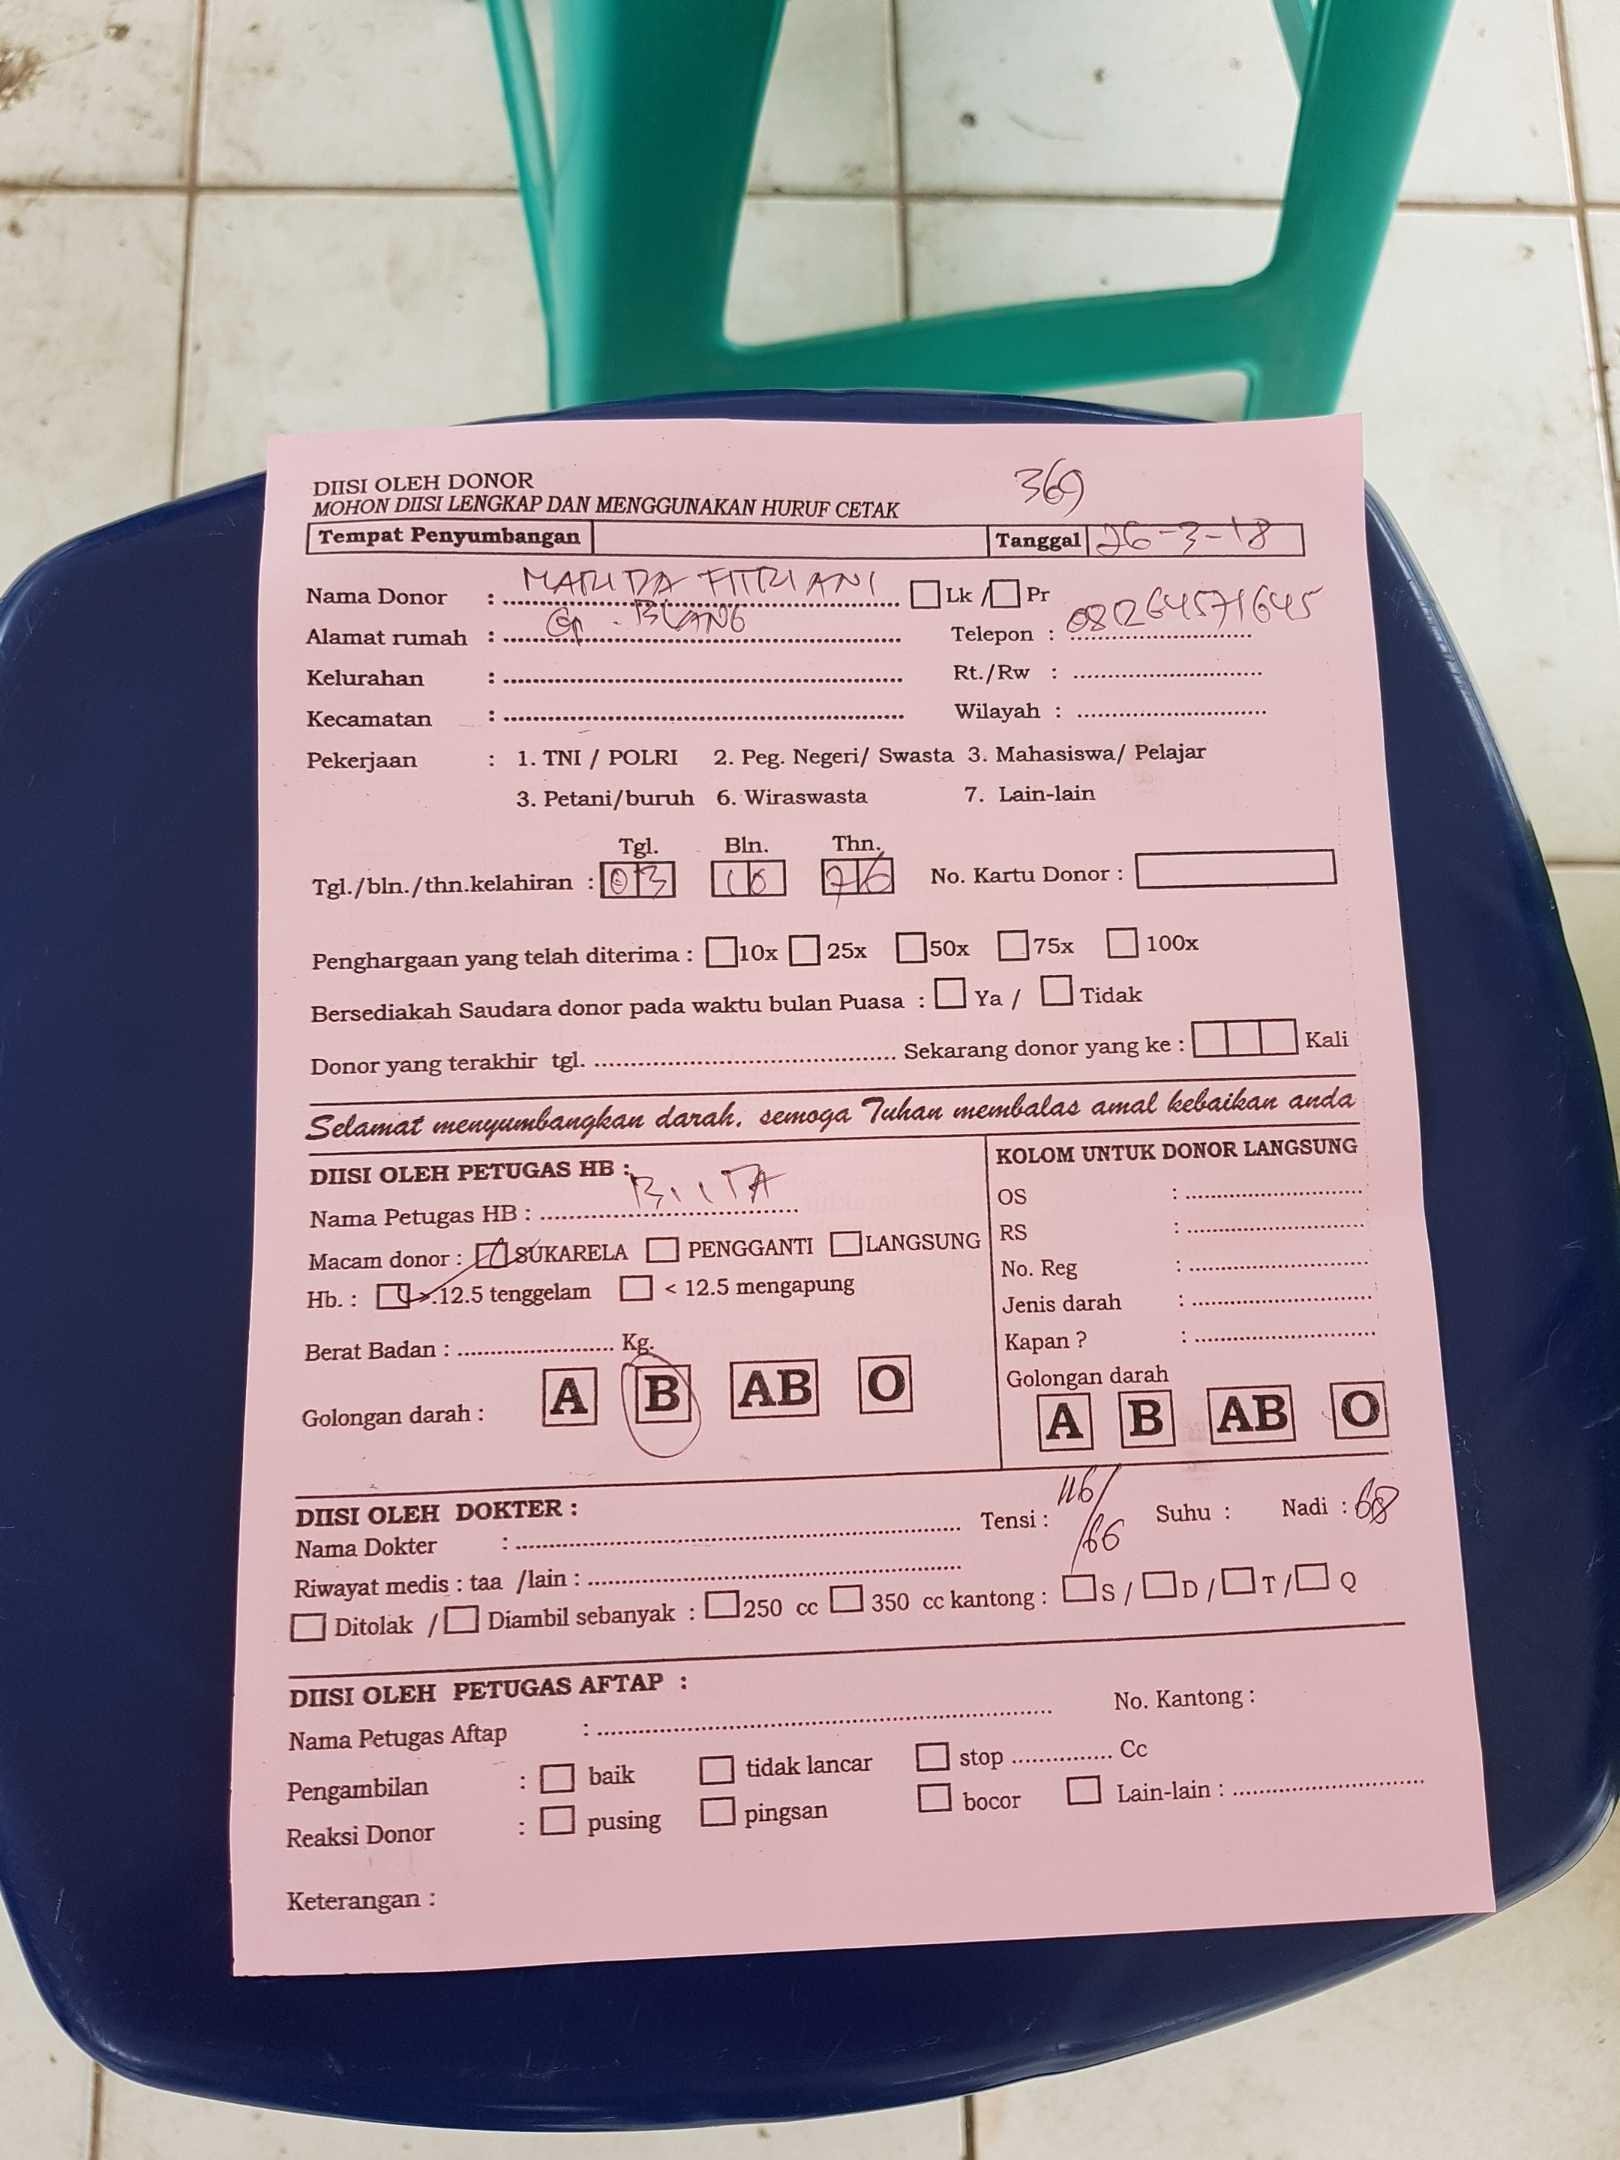 DIISI OLEH DONOR
369
MOHON DIISI LENGKAP DAN MENGGUNAKAN HURUF CETAK
Tempat Penyumbangan Tanggal 26-3-18
Nama Donor : MARIDA FITRIANI Lk / Pr
Alamat rumah : Gp. BLANG Telepon : 081264571645
Kelurahan : Rt./Rw :
Kecamatan : Wilayah :
Pekerjaan : 1. TNI / POLRI 2. Peg. Negeri/ Swasta 3. Mahasiswa/ Pelajar
3. Petani/buruh 6. Wiraswasta 7. Lain-lain
Tgl. Bln. Thn.
Tgl./bln./thn.kelahiran : 03 10 76 No. Kartu Donor :
Penghargaan yang telah diterima : 10x 25x 50x 75x 100x
Bersediakah Saudara donor pada waktu bulan Puasa : Ya / Tidak
Donor yang terakhir tgl. Sekarang donor yang ke : Kali
Selamat menyumbangkan darah, semoga Tuhan membalas amal kebaikan anda
DIISI OLEH PETUGAS HB :
Nama Petugas HB :
Macam donor : SUKARELA PENGGANTI LANGSUNG
Hb. : > .12.5 tenggelam < 12.5 mengapung
Berat Badan : Kg.
Golongan darah : A B AB O
KOLOM UNTUK DONOR LANGSUNG
OS :
RS :
No. Reg :
Jenis darah :
Kapan ? :
Golongan darah
A B AB O
DIISI OLEH DOKTER :
Nama Dokter : Tensi : 116/66 Suhu : Nadi : 68
Riwayat medis : taa /lain :
Ditolak / Diambil sebanyak : 250 cc 350 cc kantong : S / D / T / Q
DIISI OLEH PETUGAS AFTAP :
Nama Petugas Aftap : No. Kantong :
Pengambilan : baik tidak lancar stop Cc
Reaksi Donor : pusing pingsan bocor Lain-lain :
Keterangan :